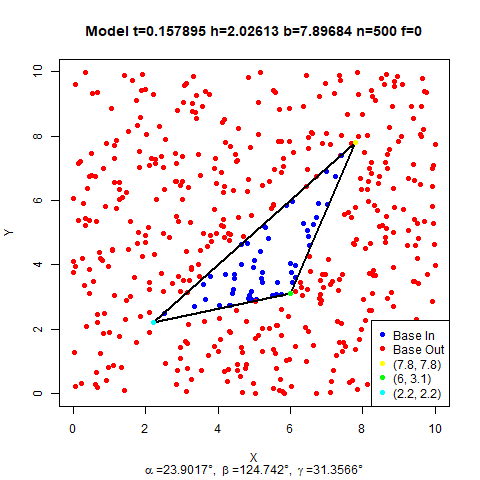 Model t=0.157895 h=2.02613 b=7.89684 n=500 f=0
Y
10
8
6
4
2
0
Base In
Base Out
(7.8, 7.8)
(6, 3.1)
(2.2, 2.2)
0 2 4 6 8 10
X
α=23.9017°, β=124.742°, γ=31.3566°